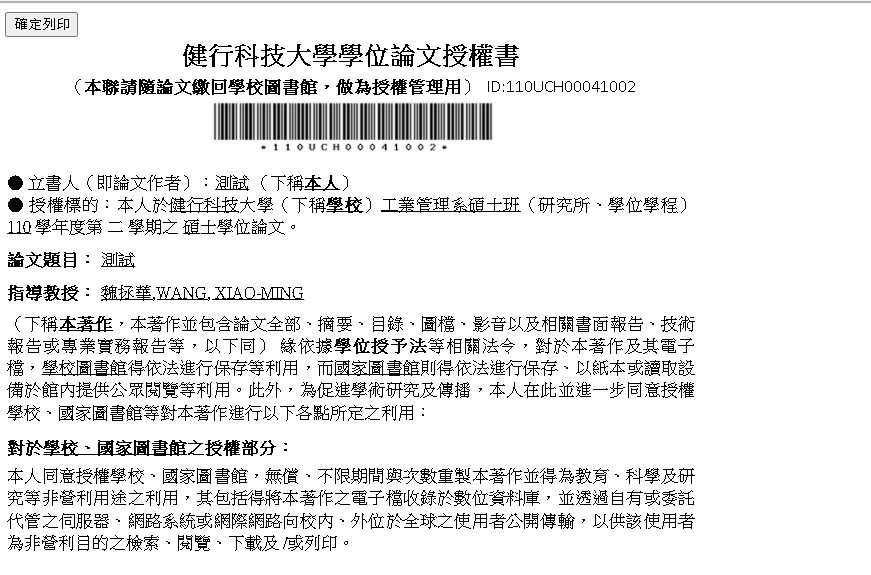 確定列印
健行科技大學學位論文授權書
（本聯請隨論文繳回學校圖書館，做為授權管理用） ID:110UCH00041002
*110UCH00041002*
● 立書人（即論文作者）：測試 （下稱本人）
● 授權標的：本人於健行科技大學（下稱學校）工業管理系碩士班（研究所、學位學程）
110 學年度第 二 學期之 碩士學位論文。
論文題目： 測試
指導教授： 魏拯華,WANG, XIAO-MING
（下稱本著作，本著作並包含論文全部、摘要、目錄、圖檔、影音以及相關書面報告、技術
報告或專業實務報告等，以下同） 緣依據學位授予法等相關法令，對於本著作及其電子
檔，學校圖書館得依法進行保存等利用，而國家圖書館則得依法進行保存、以紙本或讀取設
備於館內提供公眾閱覽等利用。此外，為促進學術研究及傳播，本人在此並進一步同意授權
學校、國家圖書館等對本著作進行以下各點所定之利用：
對於學校、國家圖書館之授權部分：
本人同意授權學校、國家圖書館，無償、不限期間與次數重製本著作並得為教育、科學及研
究等非營利用途之利用，其包括得將本著作之電子檔收錄於數位資料庫，並透過自有或委託
代管之伺服器、網路系統或網際網路向校內、外位於全球之使用者公開傳輸，以供該使用者
為非營利目的之檢索、閱覽、下載及 /或列印。